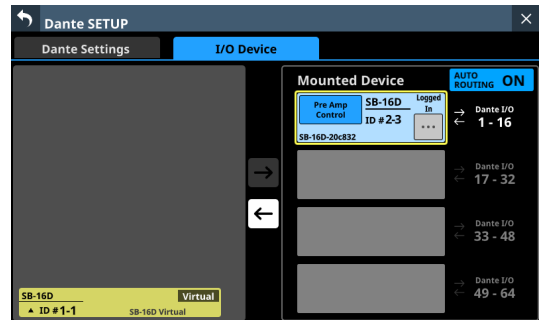 Dante SETUP
Dante Settings
I/O Device
Mounted Device
AUTO ROUTING ON
Pre Amp Control
SB-16D
ID # 2-3
Logged In
...
SB-16D-20c832
Dante I/O
1 - 16
Dante I/O
17 - 32
Dante I/O
33 - 48
Dante I/O
49 - 64
SB-16D
Virtual
ID # 1-1
SB-16D Virtual